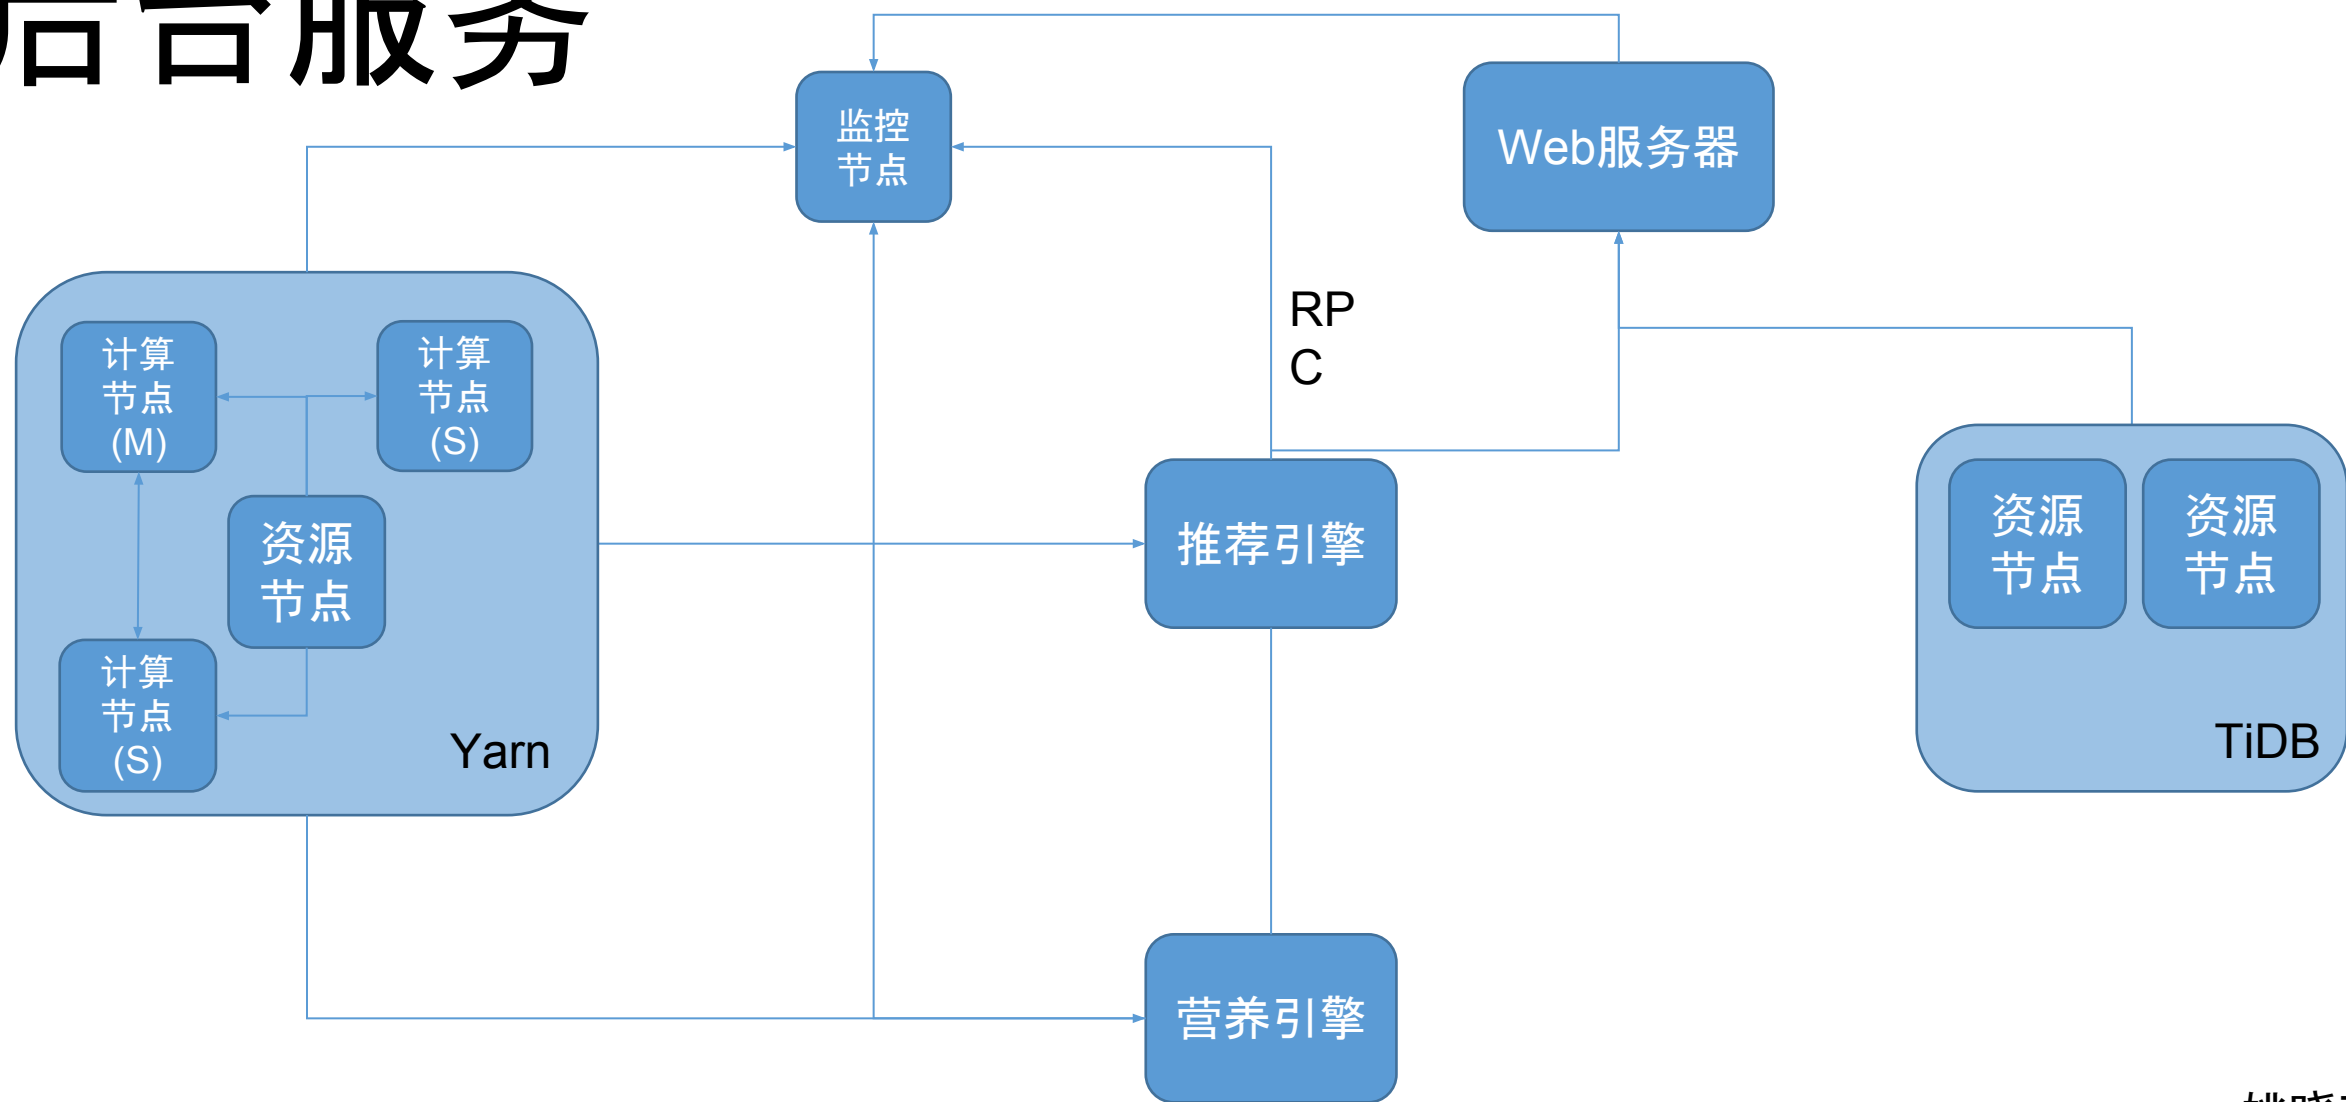 后台服务
监控
节点
Web服务器
RP
C
计算
节点
(M)
计算
节点
(S)
资源
节点
计算
节点
(S)
Yarn
推荐引擎
资源
节点
资源
节点
TiDB
营养引擎